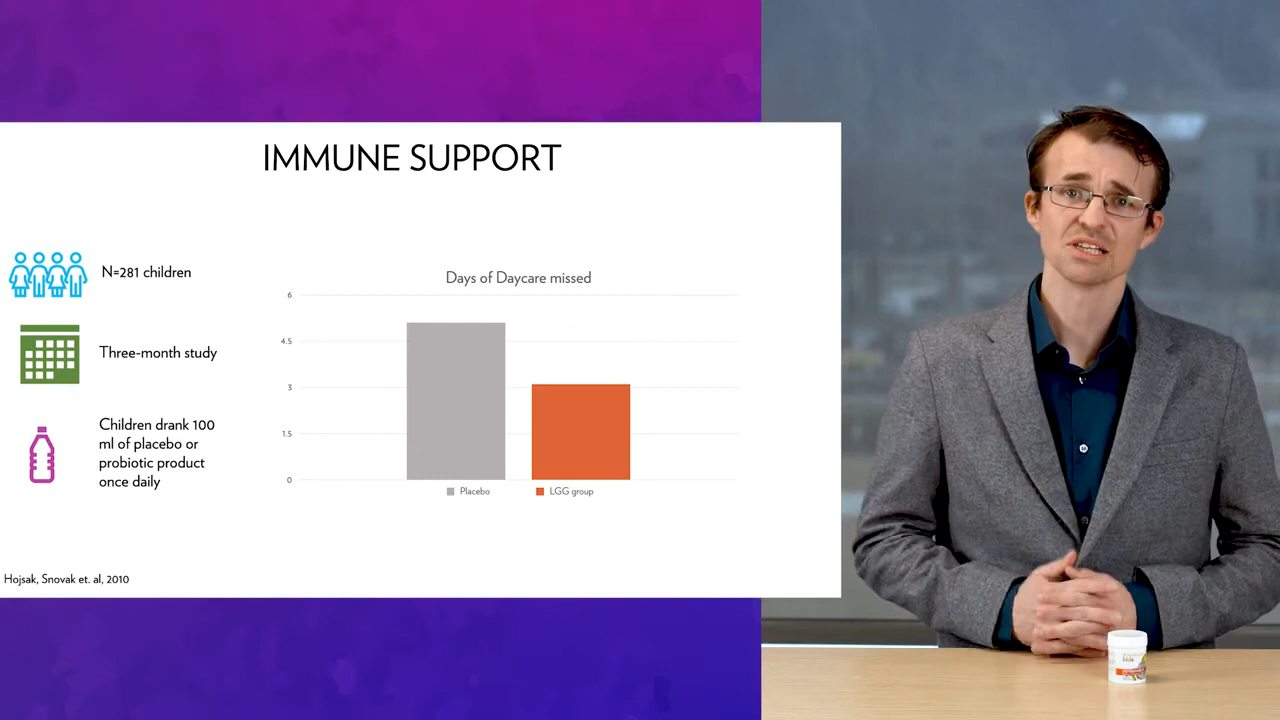 IMMUNE SUPPORT
N=281 children
Three-month study
Children drank 100
ml of placebo or
probiotic product
once daily
Days of Daycare missed
6
4.5
3
1.5
0
Placebo
LGG group
Hojsak, Snovak et. al, 2010
kids